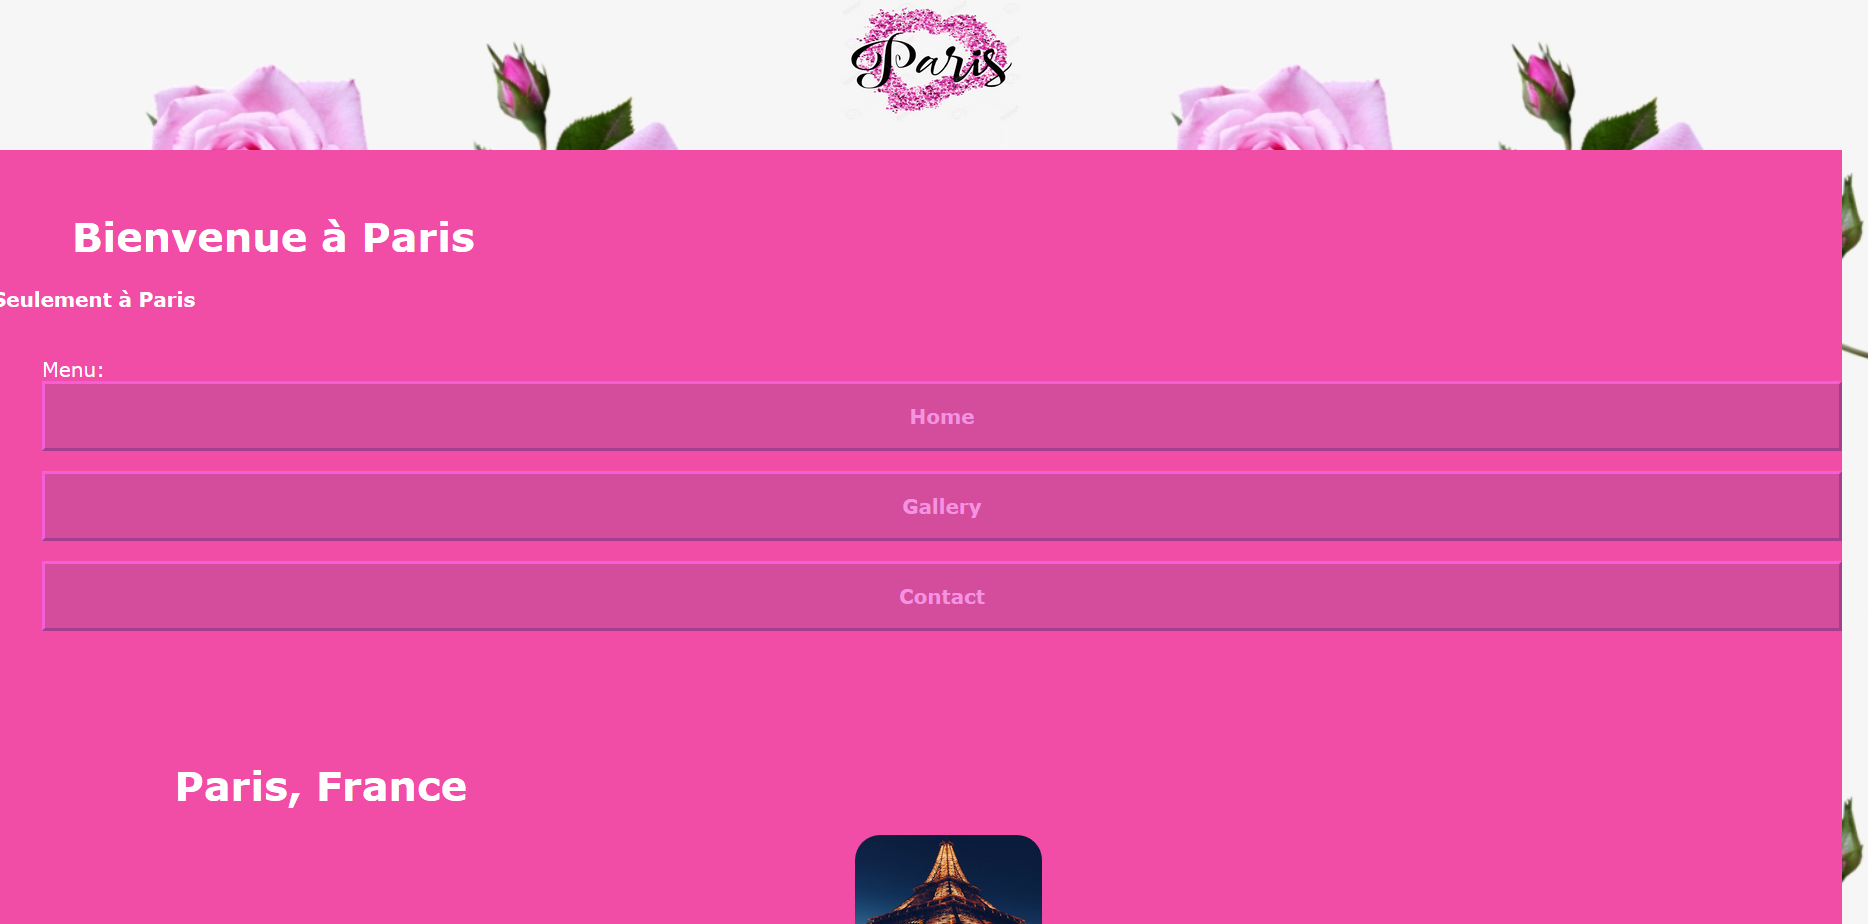 Paris
Bienvenue à Paris
Seulement à Paris
Menu:
Home
Gallery
Contact
Paris, France